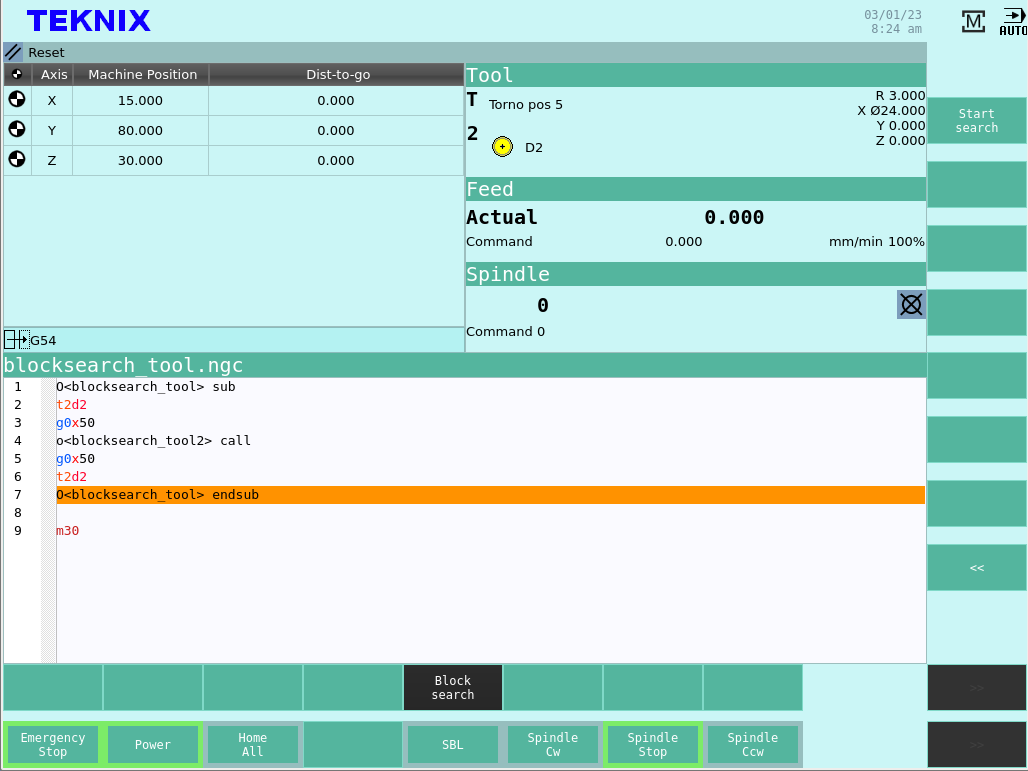 TEKNIX
03/01/23
8:24 am
M
AUTO
Reset
Axis Machine Position Dist-to-go
X 15.000 0.000
Y 80.000 0.000
Z 30.000 0.000
G54
Tool
T Torno pos 5
2 D2
R 3.000
X Ø24.000
Y 0.000
Z 0.000
Feed
Actual 0.000
Command 0.000 mm/min 100%
Spindle
0
Command 0
blocksearch_tool.ngc
1 O<blocksearch_tool> sub
2 t2d2
3 g0x50
4 o<blocksearch_tool2> call
5 g0x50
6 t2d2
7 O<blocksearch_tool> endsub
8
9 m30
Start
search
<<
>>
>>
Block
search
Emergency
Stop
Power
Home
All
SBL
Spindle
Cw
Spindle
Stop
Spindle
Ccw